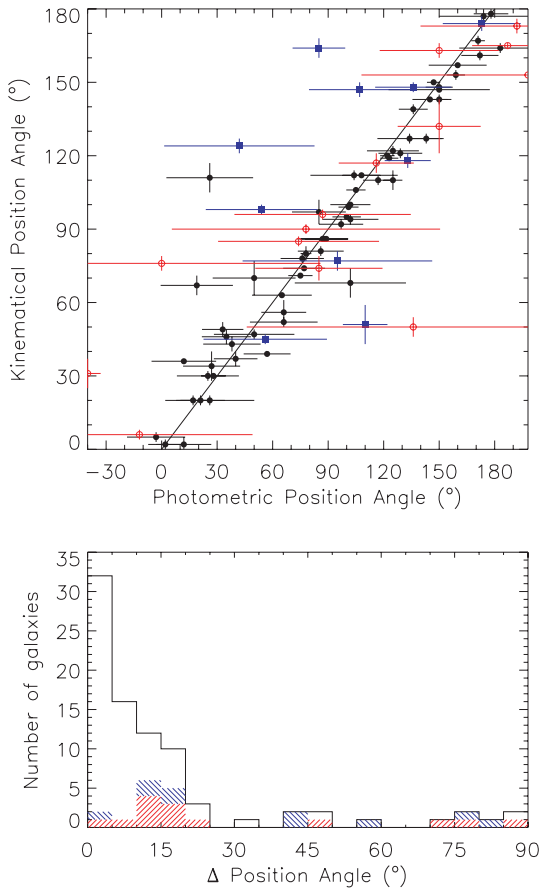 180
150
120
90
60
30
0
Kinematical Position Angle (°)
-30 0 30 60 90 120 150 180
Photometric Position Angle (°)
35
30
25
20
15
10
5
0
Number of galaxies
0 15 30 45 60 75 90
Δ Position Angle (°)